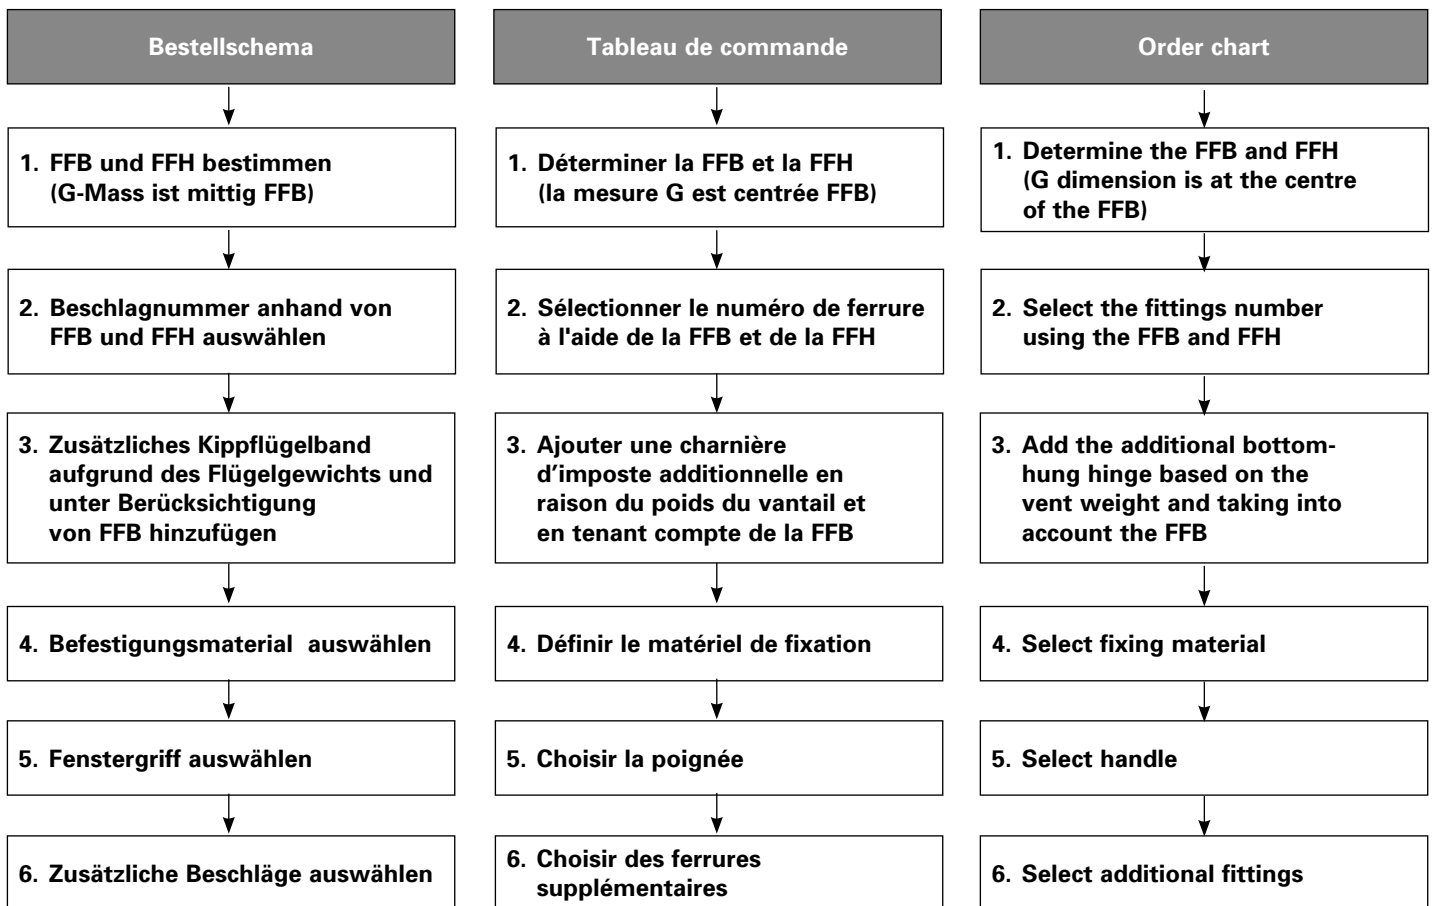 Bestellschema
1. FFB und FFH bestimmen
(G-Mass ist mittig FFB)
2. Beschlagnummer anhand von
FFB und FFH auswählen
3. Zusätzliches Kippflügelband
aufgrund des Flügelgewichts und
unter Berücksichtigung
von FFB hinzufügen
4. Befestigungsmaterial auswählen
5. Fenstergriff auswählen
6. Zusätzliche Beschläge auswählen
Tableau de commande
1. Déterminer la FFB et la FFH
(la mesure G est centrée FFB)
2. Sélectionner le numéro de ferrure
à l'aide de la FFB et de la FFH
3. Ajouter une charnière
d’imposte additionnelle en
raison du poids du vantail et
en tenant compte de la FFB
4. Définir le matériel de fixation
5. Choisir la poignée
6. Choisir des ferrures
supplémentaires
Order chart
1. Determine the FFB and FFH
(G dimension is at the centre
of the FFB)
2. Select the fittings number
using the FFB and FFH
3. Add the additional bottom-
hung hinge based on the
vent weight and taking into
account the FFB
4. Select fixing material
5. Select handle
6. Select additional fittings